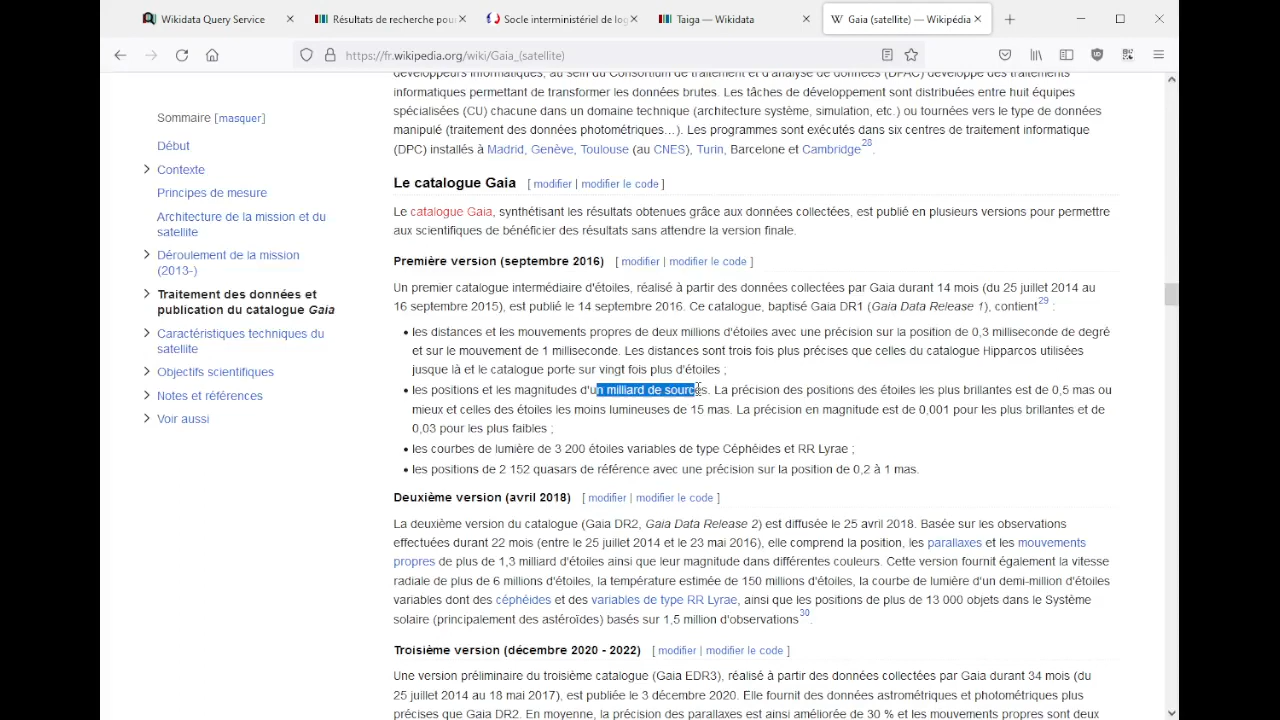 Wikidata Query Service
Résultats de recherche pou
Socle interministériel de log
Taiga — Wikidata
Gaia (satellite) — Wikipédia
https://fr.wikipedia.org/wiki/Gaia_(satellite)
développeurs informatiques, au sein du Consortium de traitement et d'analyse de données (DPAC) développe des traitements
informatiques permettant de transformer les données brutes. Les tâches de développement sont distribuées entre huit équipes
spécialisées (CU) chacune dans un domaine technique (architecture système, simulation, etc.) ou tournées vers le type de données
manipulé (traitement des données photométriques...). Les programmes sont exécutés dans six centres de traitement informatique
(DPC) installés à Madrid, Genève, Toulouse (au CNES), Turin, Barcelone et Cambridge28.
Sommaire [masquer]
Début
Contexte
Principes de mesure
Architecture de la mission et du
satellite
Déroulement de la mission
(2013-)
Traitement des données et
publication du catalogue Gaia
Caractéristiques techniques du
satellite
Objectifs scientifiques
Notes et références
Voir aussi
Le catalogue Gaia [ modifier | modifier le code ]
Le catalogue Gaia, synthétisant les résultats obtenues grâce aux données collectées, est publié en plusieurs versions pour permettre
aux scientifiques de bénéficier des résultats sans attendre la version finale.
Première version (septembre 2016) [ modifier | modifier le code ]
Un premier catalogue intermédiaire d'étoiles, réalisé à partir des données collectées par Gaia durant 14 mois (du 25 juillet 2014 au
16 septembre 2015), est publié le 14 septembre 2016. Ce catalogue, baptisé Gaia DR1 (Gaia Data Release 1), contient29 :
• les distances et les mouvements propres de deux millions d'étoiles avec une précision sur la position de 0,3 milliseconde de degré
et sur le mouvement de 1 milliseconde. Les distances sont trois fois plus précises que celles du catalogue Hipparcos utilisées
jusque là et le catalogue porte sur vingt fois plus d'étoiles ;
• les positions et les magnitudes d'un milliard de sources. La précision des positions des étoiles les plus brillantes est de 0,5 mas ou
mieux et celles des étoiles les moins lumineuses de 15 mas. La précision en magnitude est de 0,001 pour les plus brillantes et de
0,03 pour les plus faibles ;
• les courbes de lumière de 3 200 étoiles variables de type Céphéides et RR Lyrae ;
• les positions de 2 152 quasars de référence avec une précision sur la position de 0,2 à 1 mas.
Deuxième version (avril 2018) [ modifier | modifier le code ]
La deuxième version du catalogue (Gaia DR2, Gaia Data Release 2) est diffusée le 25 avril 2018. Basée sur les observations
effectuées durant 22 mois (entre le 25 juillet 2014 et le 23 mai 2016), elle comprend la position, les parallaxes et les mouvements
propres de plus de 1,3 milliard d'étoiles ainsi que leur magnitude dans différentes couleurs. Cette version fournit également la vitesse
radiale de plus de 6 millions d'étoiles, la température estimée de 150 millions d'étoiles, la courbe de lumière d'un demi-million d'étoiles
variables dont des céphéides et des variables de type RR Lyrae, ainsi que les positions de plus de 13 000 objets dans le Système
solaire (principalement des astéroïdes) basés sur 1,5 million d'observations30.
Troisième version (décembre 2020 - 2022) [ modifier | modifier le code ]
Une version préliminaire du troisième catalogue (Gaia EDR3), réalisé à partir des données collectées par Gaia durant 34 mois (du
25 juillet 2014 au 18 mai 2017), est publiée le 3 décembre 2020. Elle fournit des données astrométriques et photométriques plus
précises que Gaia DR2. En moyenne, la précision des parallaxes est ainsi améliorée de 30 % et les mouvements propres sont deux